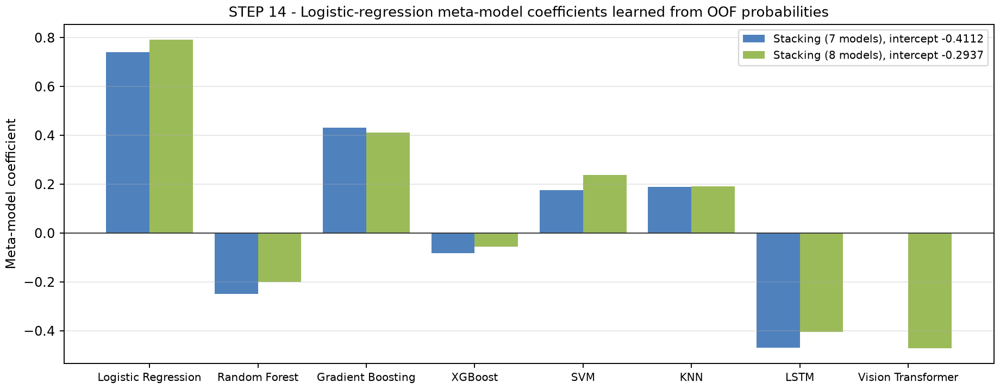 STEP 14 - Logistic-regression meta-model coefficients learned from OOF probabilities
Stacking (7 models), intercept -0.4112
Stacking (8 models), intercept -0.2937
Meta-model coefficient
0.8
0.6
0.4
0.2
0.0
−0.2
−0.4
Logistic Regression
Random Forest
Gradient Boosting
XGBoost
SVM
KNN
LSTM
Vision Transformer